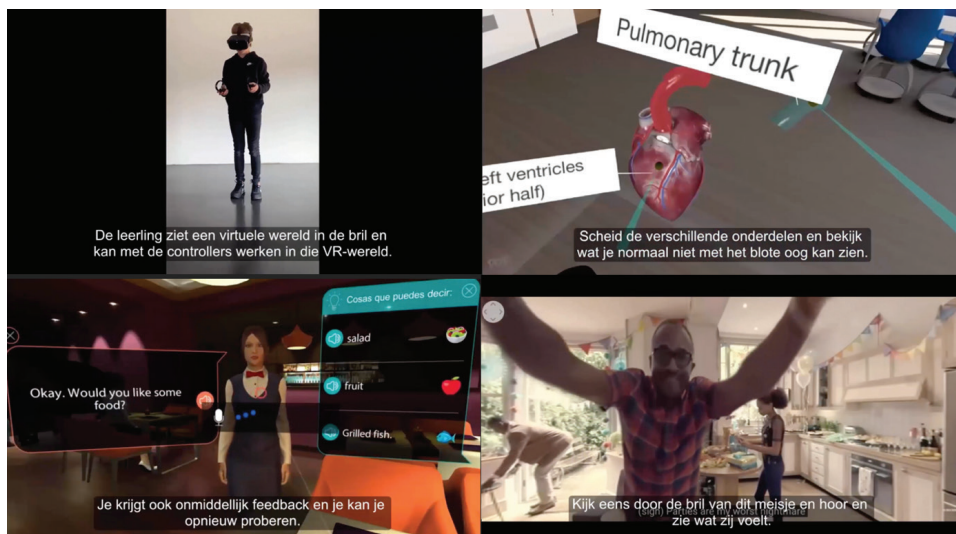 De leerling ziet een virtuele wereld in de bril en
kan met de controllers werken in die VR-wereld.
Pulmonary trunk
eft ventricles
ior half)
Scheid de verschillende onderdelen en bekijk
wat je normaal niet met het blote oog kan zien.
Okay. Would you like some
food?
Cosas que puedes decir:
salad
fruit
Grilled fish.
Je krijgt ook onmiddellijk feedback en je kan je
opnieuw proberen.
Kijk eens door de bril van dit meisje en hoor en
(sigh) Parties are my worst nightmare
zie wat zij voelt.